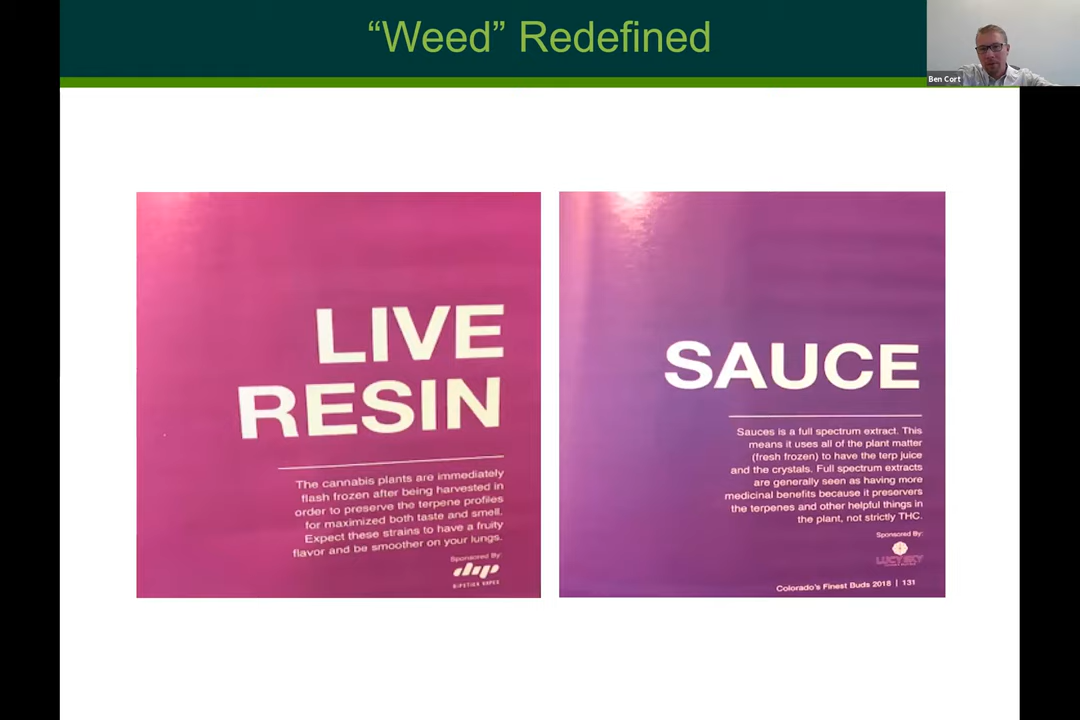 “Weed” Redefined
Ben Cort
LIVE
RESIN
The cannabis plants are immediately
flash frozen after being harvested in
order to preserve the terpene profiles
for maximized both taste and smell.
Expect these strains to have a fruity
flavor and be smoother on your lungs.
Sponsored By:
dip
DIPSTICK VAPES
SAUCE
Sauces is a full spectrum extract. This
means it uses all of the plant matter
(fresh frozen) to have the terp juice
and the crystals. Full spectrum extracts
are generally seen as having more
medicinal benefits because it preservers
the terpenes and other helpful things in
the plant, not strictly THC.
Sponsored By:
LUCY SKY
Colorado's Finest Buds 2018 | 131